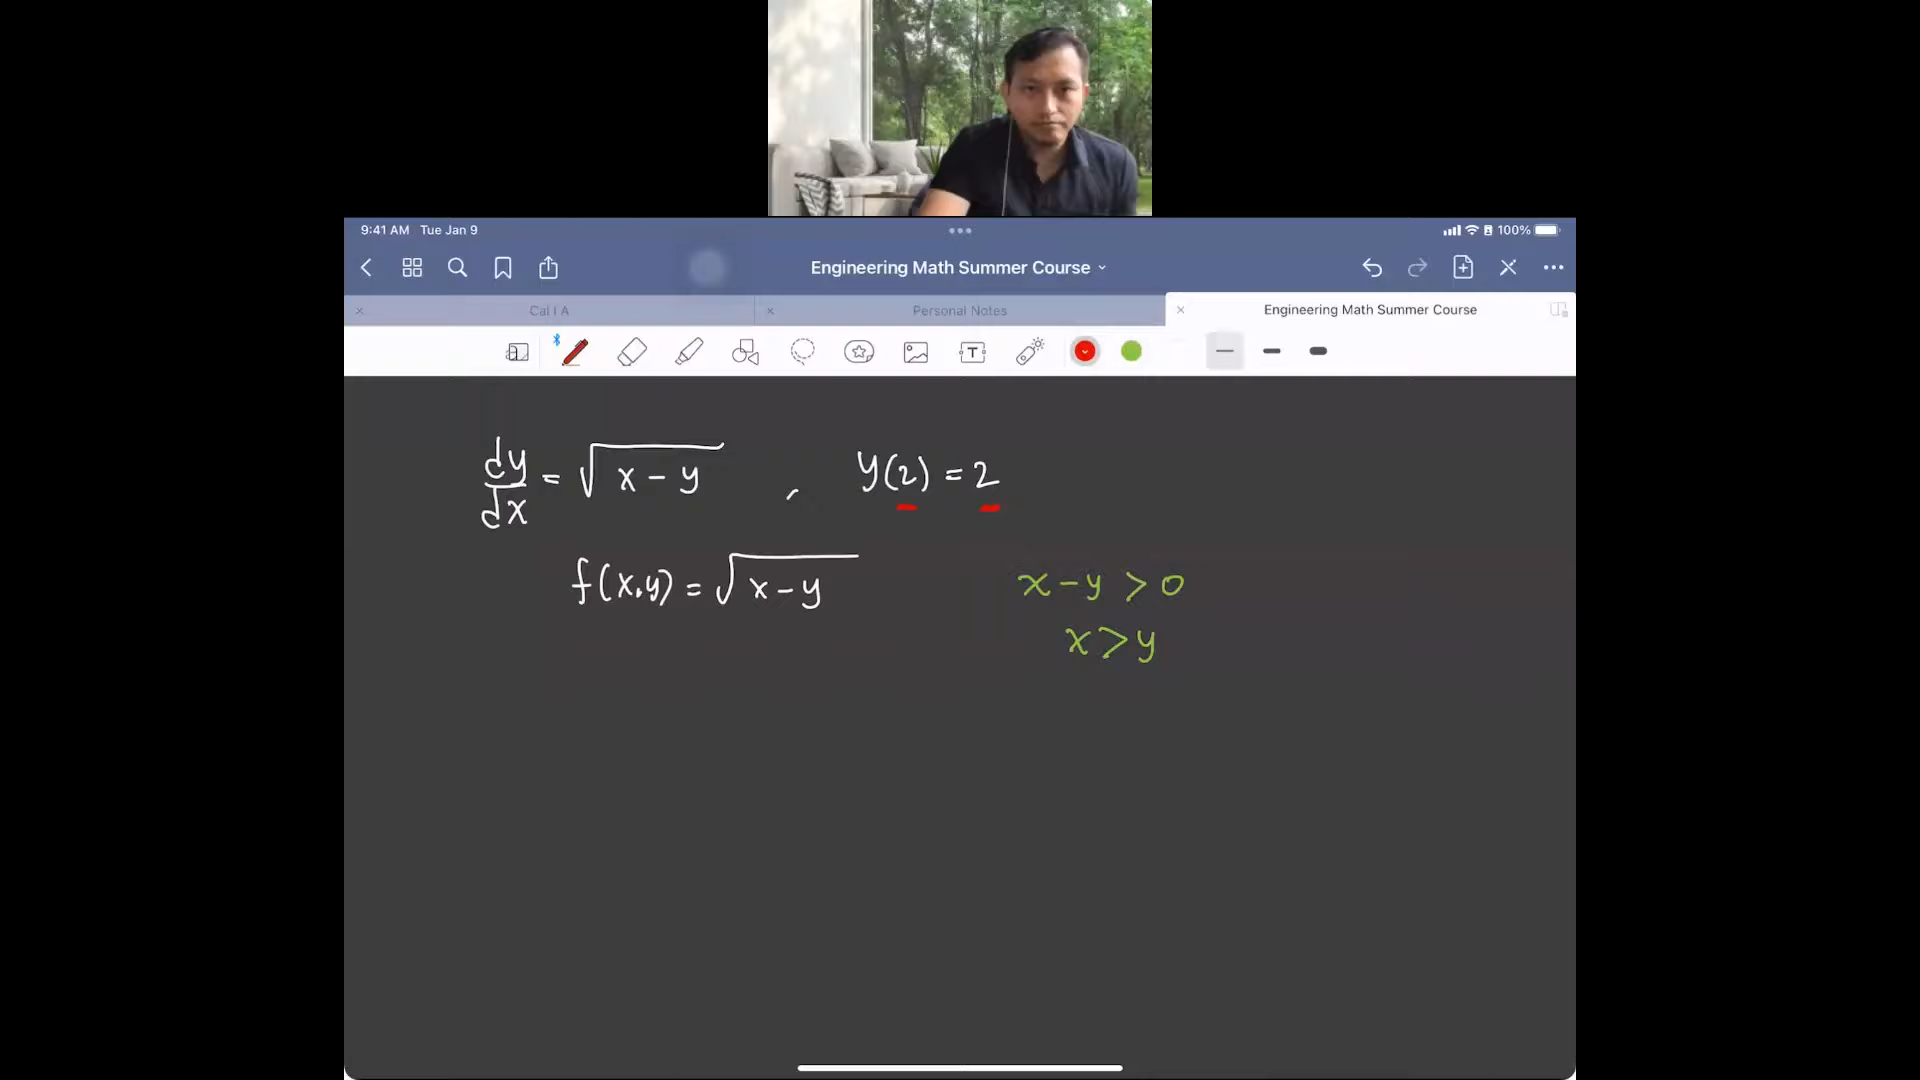 9:41 AM Tue Jan 9
100%
Engineering Math Summer Course
Cal I A
Personal Notes
Engineering Math Summer Course
dy/dx = √(x - y) , y(2) = 2
f(x,y) = √(x - y)
x - y > 0
x > y